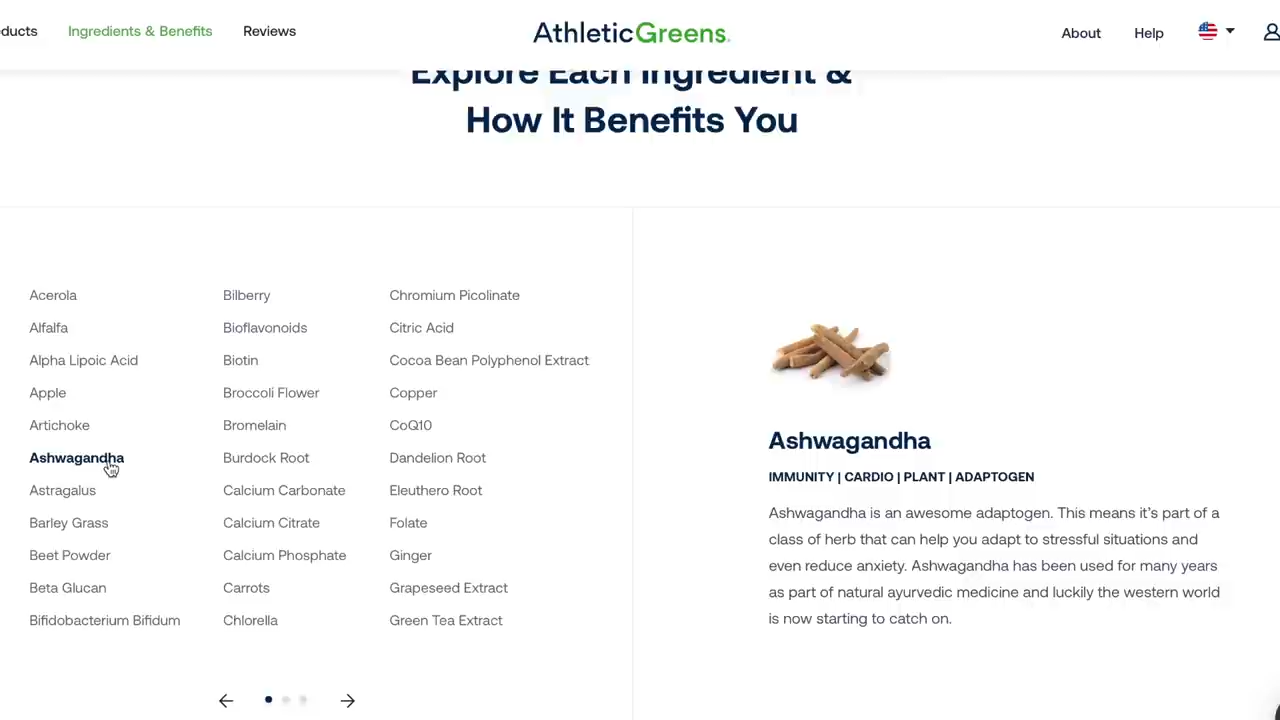 ducts
Ingredients & Benefits
Reviews
AthleticGreens.
About
Help
Explore Each Ingredient &
How It Benefits You
Acerola
Alfalfa
Alpha Lipoic Acid
Apple
Artichoke
Ashwagandha
Astragalus
Barley Grass
Beet Powder
Beta Glucan
Bifidobacterium Bifidum
Bilberry
Bioflavonoids
Biotin
Broccoli Flower
Bromelain
Burdock Root
Calcium Carbonate
Calcium Citrate
Calcium Phosphate
Carrots
Chlorella
Chromium Picolinate
Citric Acid
Cocoa Bean Polyphenol Extract
Copper
CoQ10
Dandelion Root
Eleuthero Root
Folate
Ginger
Grapeseed Extract
Green Tea Extract
Ashwagandha
IMMUNITY | CARDIO | PLANT | ADAPTOGEN
Ashwagandha is an awesome adaptogen. This means it's part of a
class of herb that can help you adapt to stressful situations and
even reduce anxiety. Ashwagandha has been used for many years
as part of natural ayurvedic medicine and luckily the western world
is now starting to catch on.